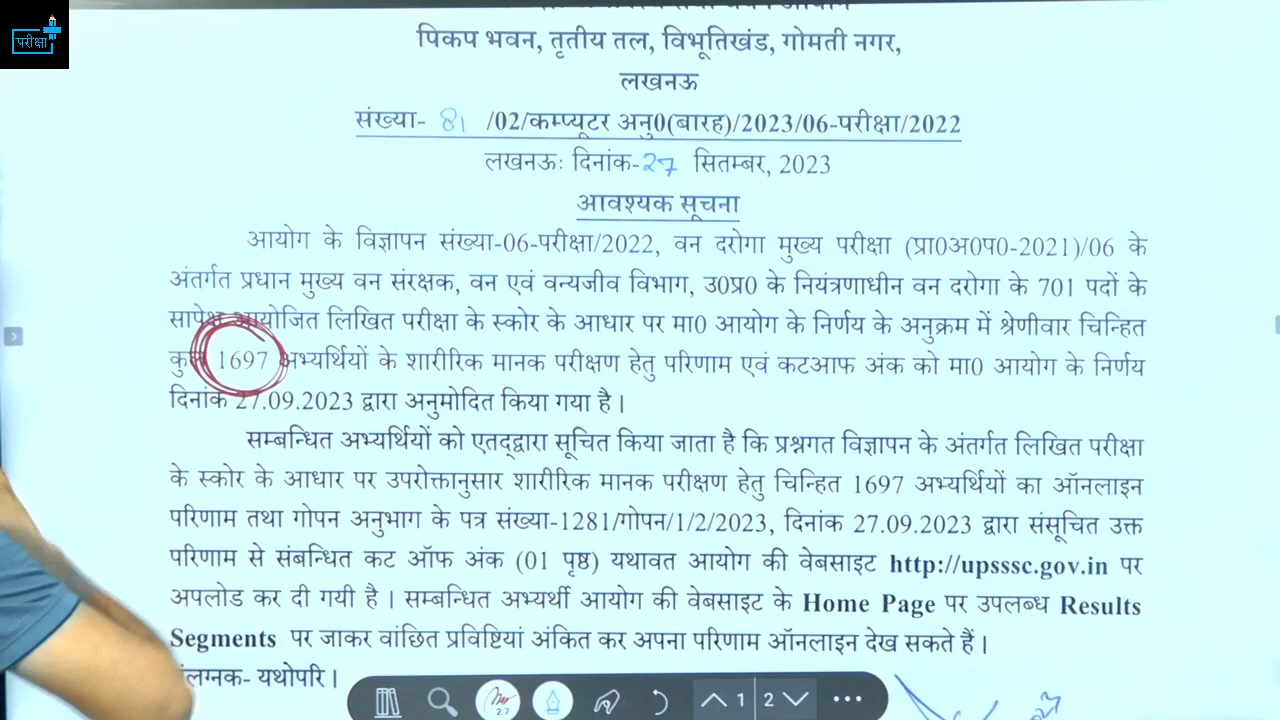 परीक्षा
पिकप भवन, तृतीय तल, विभूतिखंड, गोमती नगर,
लखनऊ
संख्या- 81 /02/कम्प्यूटर अनु0(बारह)/2023/06-परीक्षा/2022
लखनऊः दिनांक-27 सितम्बर, 2023
आवश्यक सूचना
आयोग के विज्ञापन संख्या-06-परीक्षा/2022, वन दरोगा मुख्य परीक्षा (प्रा0अ0प0-2021)/06 के
अंतर्गत प्रधान मुख्य वन संरक्षक, वन एवं वन्यजीव विभाग, उ0प्र0 के नियंत्रणाधीन वन दरोगा के 701 पदों के
सापेक्ष आयोजित लिखित परीक्षा के स्कोर के आधार पर मा0 आयोग के निर्णय के अनुक्रम में श्रेणीवार चिन्हित
कुल 1697 अभ्यर्थियों के शारीरिक मानक परीक्षण हेतु परिणाम एवं कटआफ अंक को मा0 आयोग के निर्णय
दिनांक 27.09.2023 द्वारा अनुमोदित किया गया है।
सम्बन्धित अभ्यर्थियों को एतद्द्वारा सूचित किया जाता है कि प्रश्नगत विज्ञापन के अंतर्गत लिखित परीक्षा
के स्कोर के आधार पर उपरोक्तानुसार शारीरिक मानक परीक्षण हेतु चिन्हित 1697 अभ्यर्थियों का ऑनलाइन
परिणाम तथा गोपन अनुभाग के पत्र संख्या-1281/गोपन/1/2/2023, दिनांक 27.09.2023 द्वारा संसूचित उक्त
परिणाम से संबन्धित कट ऑफ अंक (01 पृष्ठ) यथावत आयोग की वेबसाइट http://upsssc.gov.in पर
अपलोड कर दी गयी है। सम्बन्धित अभ्यर्थी आयोग की वेबसाइट के Home Page पर उपलब्ध Results
Segments पर जाकर वांछित प्रविष्टियां अंकित कर अपना परिणाम ऑनलाइन देख सकते हैं।
संलग्नक- यथोपरि।
2.7 1 2